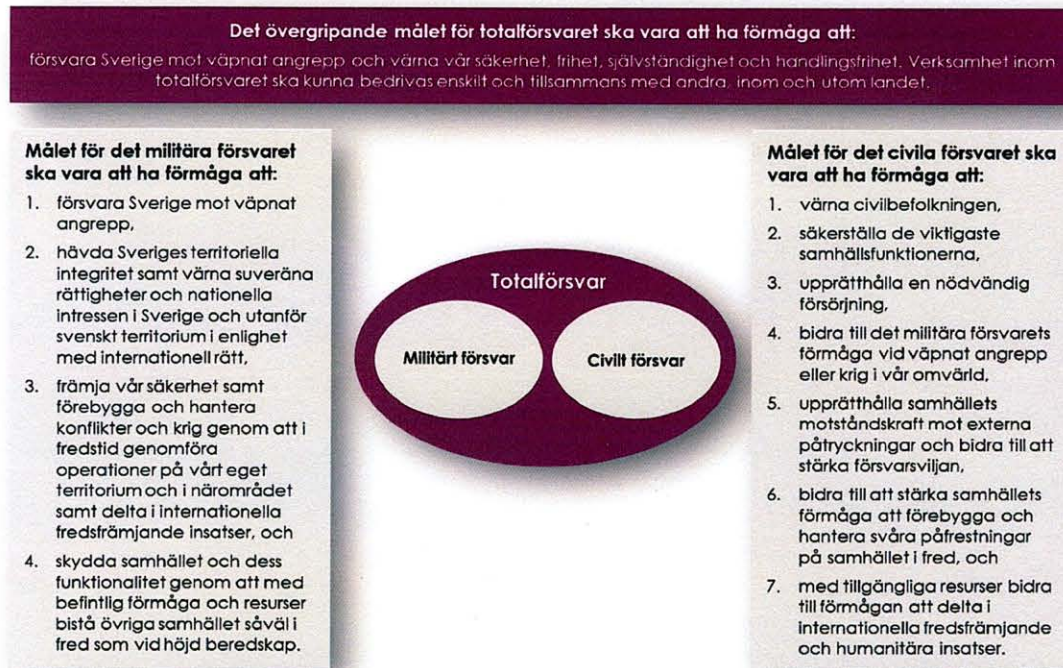 Det övergripande målet för totalförsvaret ska vara att ha förmåga att:
försvara Sverige mot väpnat angrepp och värna vår säkerhet, frihet, självständighet och handlingsfrihet. Verksamhet inom
totalförsvaret ska kunna bedrivas enskilt och tillsammans med andra, inom och utom landet.
Målet för det militära försvaret
ska vara att ha förmåga att:
1. försvara Sverige mot väpnat
angrepp,
2. hävda Sveriges territoriella
integritet samt värna suveräna
rättigheter och nationella
intressen i Sverige och utanför
svenskt territorium i enlighet
med internationell rätt,
3. främja vår säkerhet samt
förebygga och hantera
konflikter och krig genom att i
fredstid genomföra
operationer på vårt eget
territorium och i närområdet
samt delta i internationella
fredsfrämjande insatser, och
4. skydda samhället och dess
funktionalitet genom att med
befintlig förmåga och resurser
bistå övriga samhället såväl i
fred som vid höjd beredskap.
Totalförsvar
Militärt försvar
Civilt försvar
Målet för det civila försvaret ska
vara att ha förmåga att:
1. värna civilbefolkningen,
2. säkerställa de viktigaste
samhällsfunktionerna,
3. upprätthålla en nödvändig
försörjning,
4. bidra till det militära försvarets
förmåga vid väpnat angrepp
eller krig i vår omvärld,
5. upprätthålla samhällets
motståndskraft mot externa
påtryckningar och bidra till att
stärka försvarsviljan,
6. bidra till att stärka samhällets
förmåga att förebygga och
hantera svåra påfrestningar
på samhället i fred, och
7. med tillgängliga resurser bidra
till förmågan att delta i
internationella fredsfrämjande
och humanitära insatser.